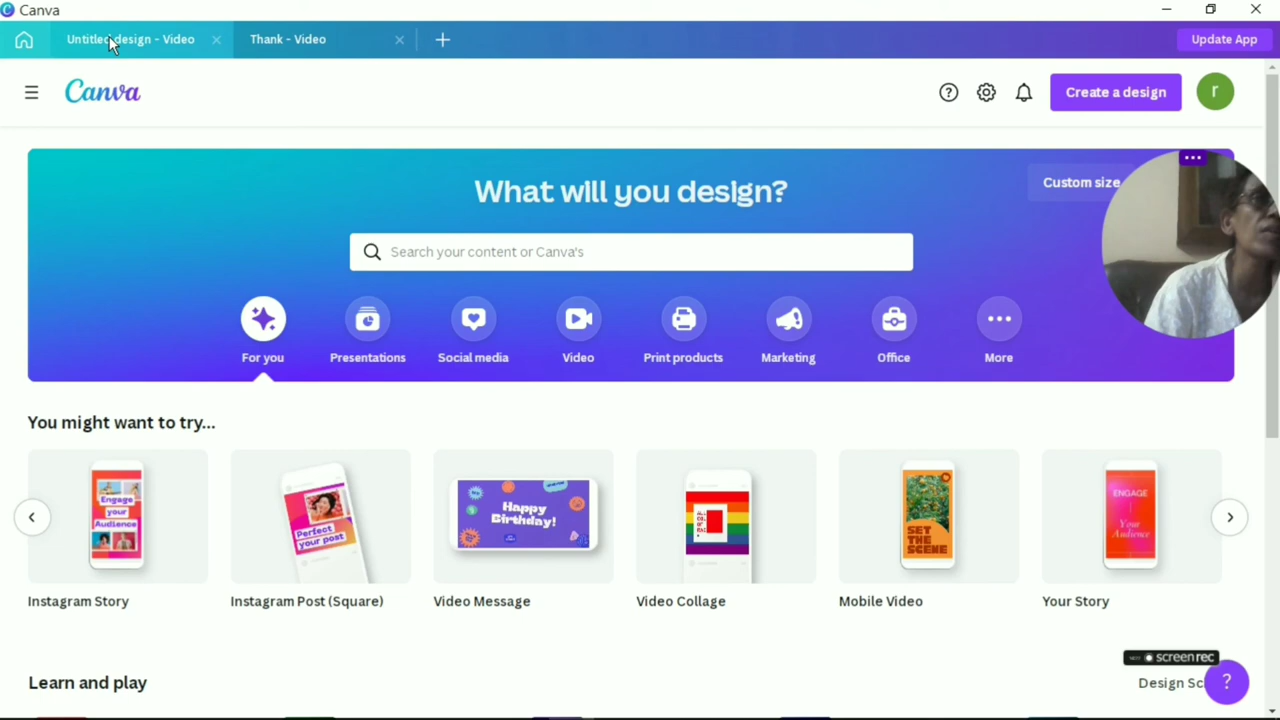 Canva
Untitled design - Video
Thank - Video
Update App
Canva
Create a design
r
What will you design?
Custom size
Search your content or Canva's
For you
Presentations
Social media
Video
Print products
Marketing
Office
More
You might want to try...
Engage your Audience
Perfect your post
Happy Birthday!
SET THE SCENE
ENGAGE Your Audience
Instagram Story
Instagram Post (Square)
Video Message
Video Collage
Mobile Video
Your Story
screenrec
Learn and play
Design Sc
?